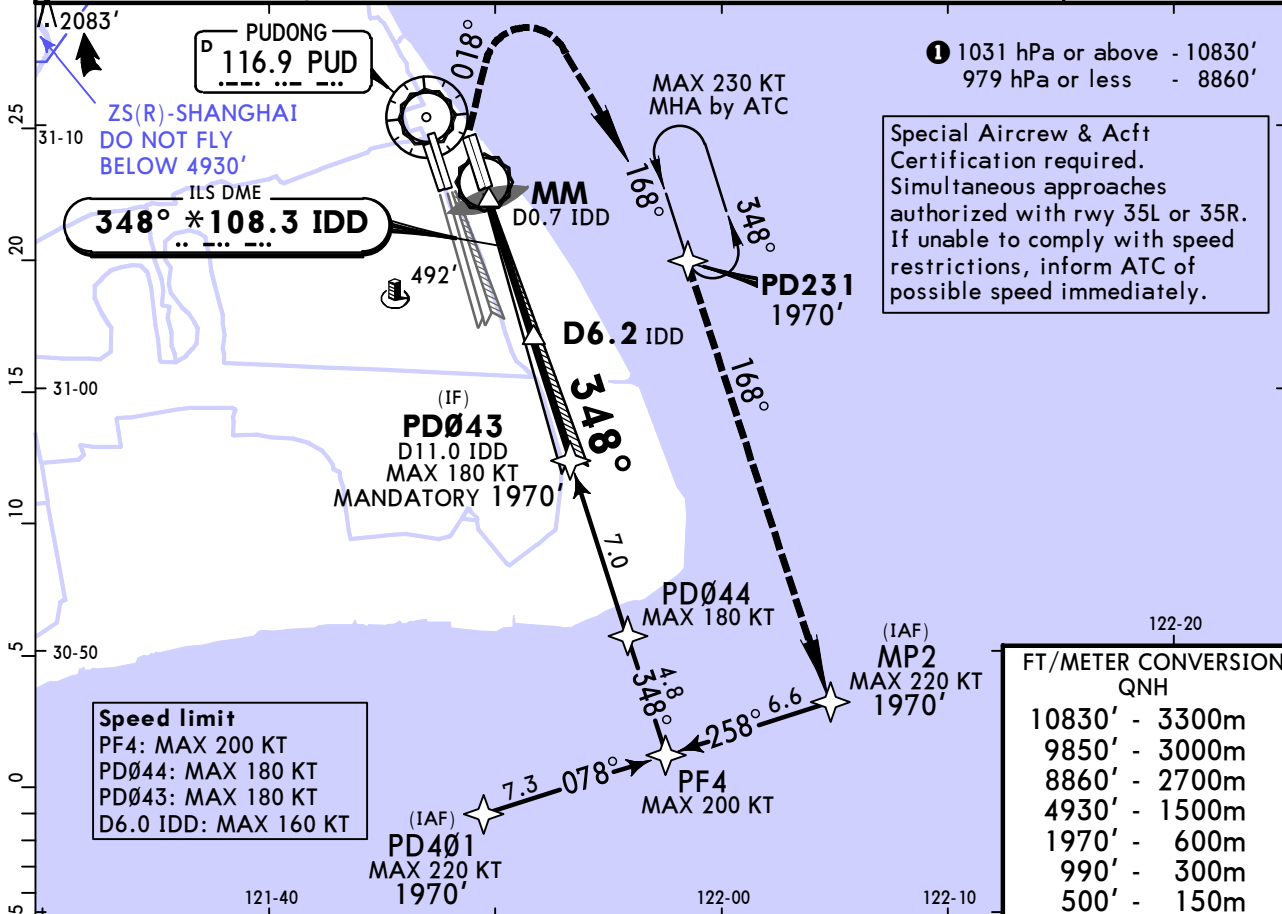 2083'
PUDONG
D 116.9 PUD
018°
❶ 1031 hPa or above - 10830'
979 hPa or less - 8860'
MAX 230 KT
MHA by ATC
25
31-10
ZS(R)-SHANGHAI
DO NOT FLY
BELOW 4930'
Special Aircrew & Acft
Certification required.
Simultaneous approaches
authorized with rwy 35L or 35R.
If unable to comply with speed
restrictions, inform ATC of
possible speed immediately.
ILS DME
348° *108.3 IDD
MM
D0.7 IDD
168°
348°
20
492'
PD231
1970'
D6.2 IDD
15
31-00
348°
168°
(IF)
PDØ43
D11.0 IDD
MAX 180 KT
MANDATORY 1970'
10
7.0
PDØ44
MAX 180 KT
5
30-50
122-20
(IAF)
MP2
MAX 220 KT
1970'
4.8
348°
258° 6.6
FT/METER CONVERSION
QNH
10830' - 3300m
9850' - 3000m
8860' - 2700m
4930' - 1500m
1970' - 600m
990' - 300m
500' - 150m
Speed limit
PF4: MAX 200 KT
PDØ44: MAX 180 KT
PDØ43: MAX 180 KT
D6.0 IDD: MAX 160 KT
0
7.3 078°
PF4
MAX 200 KT
(IAF)
PD4Ø1
MAX 220 KT
1970'
5
121-40
122-00
122-10